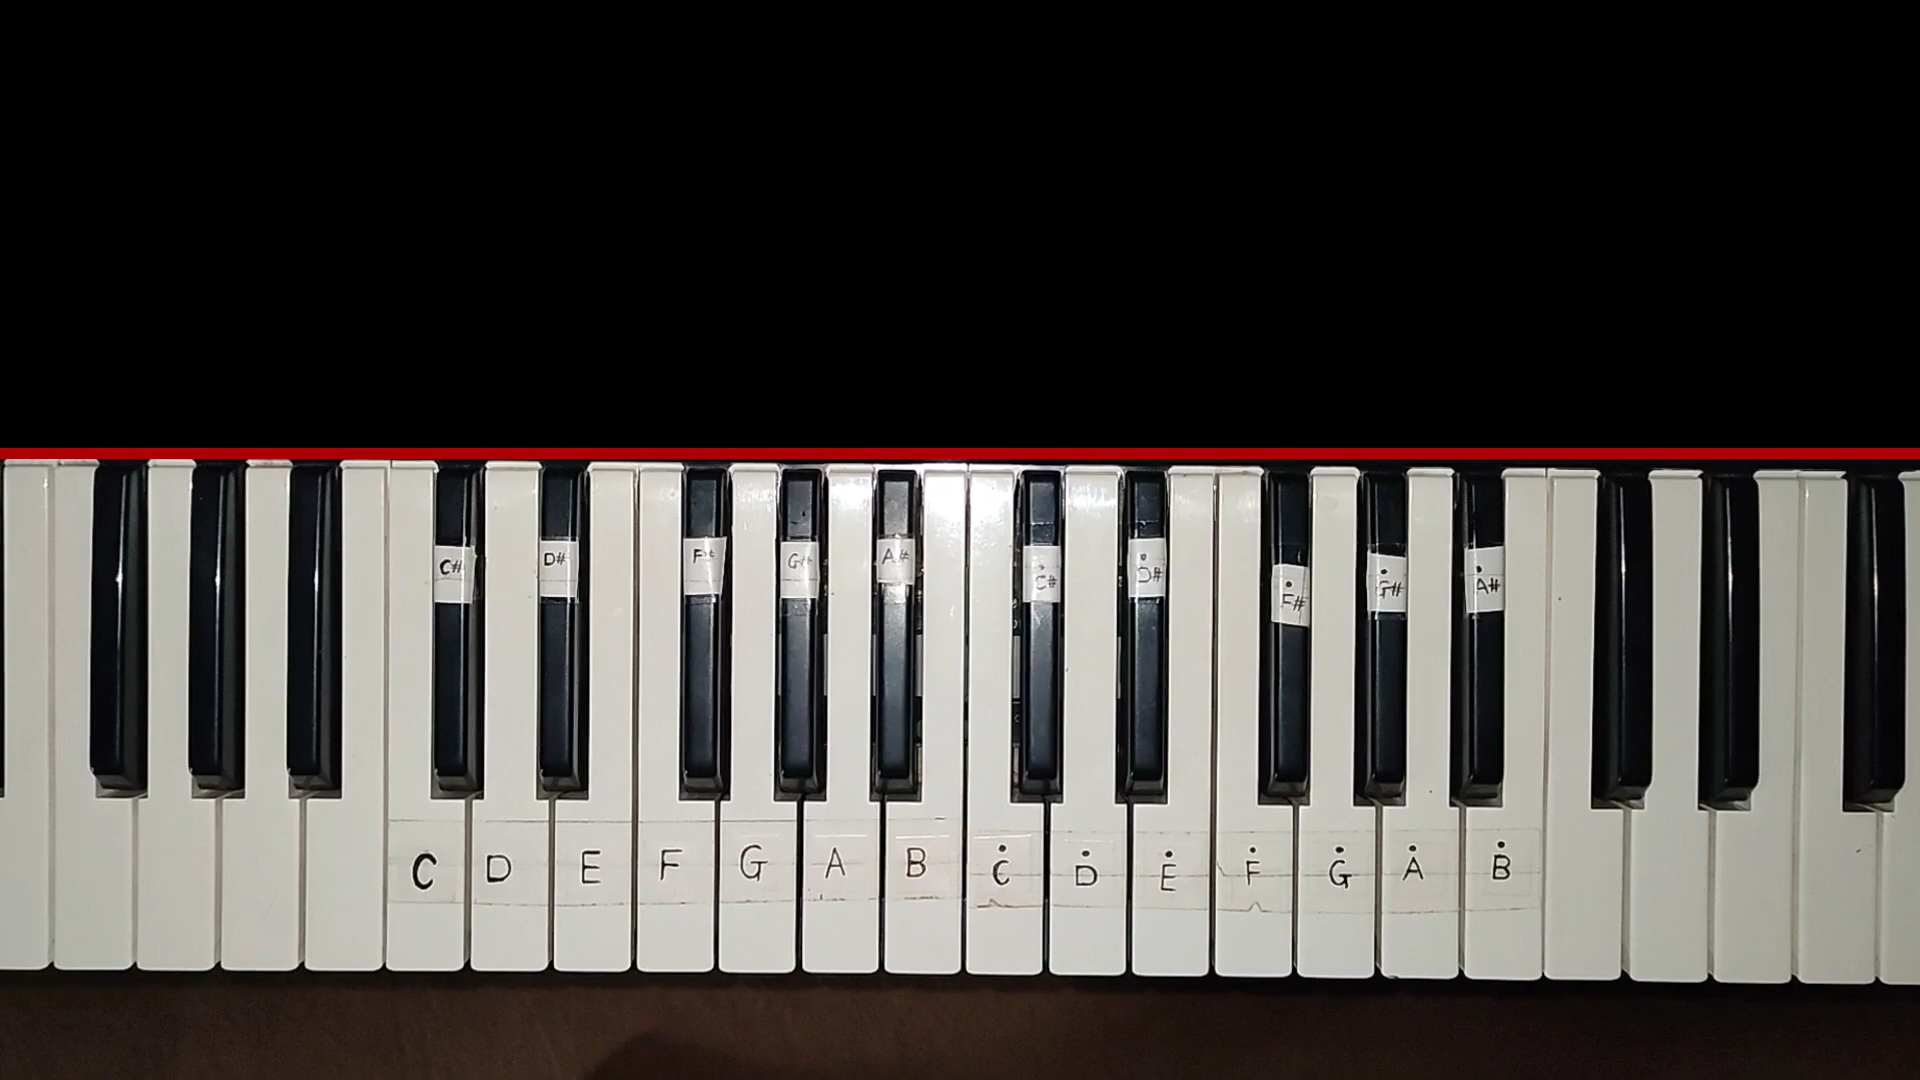 C# D# F# G# A# Ċ# Ḋ# Ḟ# Ġ# Ȧ#
C D E F G A B Ċ Ḋ Ė Ḟ Ġ Ȧ Ḃ